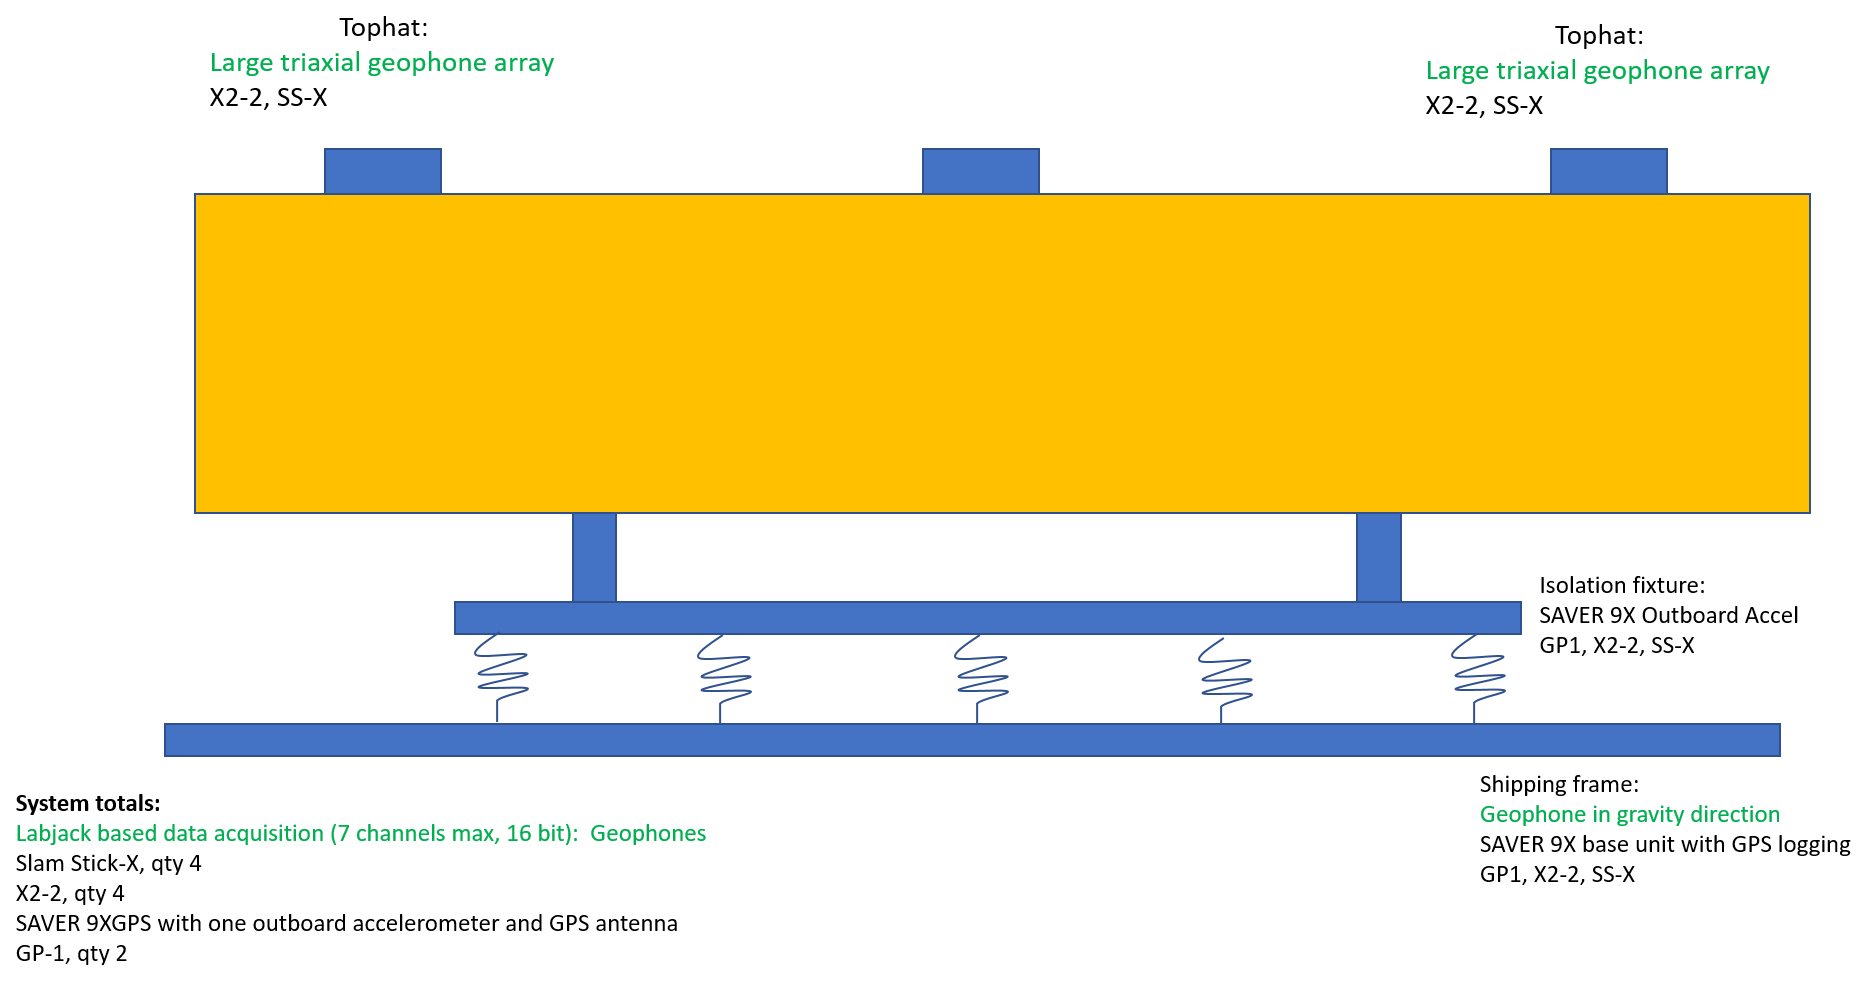 Tophat:
Large triaxial geophone array
X2-2, SS-X
Tophat:
Large triaxial geophone array
X2-2, SS-X
Isolation fixture:
SAVER 9X Outboard Accel
GP1, X2-2, SS-X
Shipping frame:
Geophone in gravity direction
SAVER 9X base unit with GPS logging
GP1, X2-2, SS-X
System totals:
Labjack based data acquisition (7 channels max, 16 bit):  Geophones
Slam Stick-X, qty 4
X2-2, qty 4
SAVER 9XGPS with one outboard accelerometer and GPS antenna
GP-1, qty 2